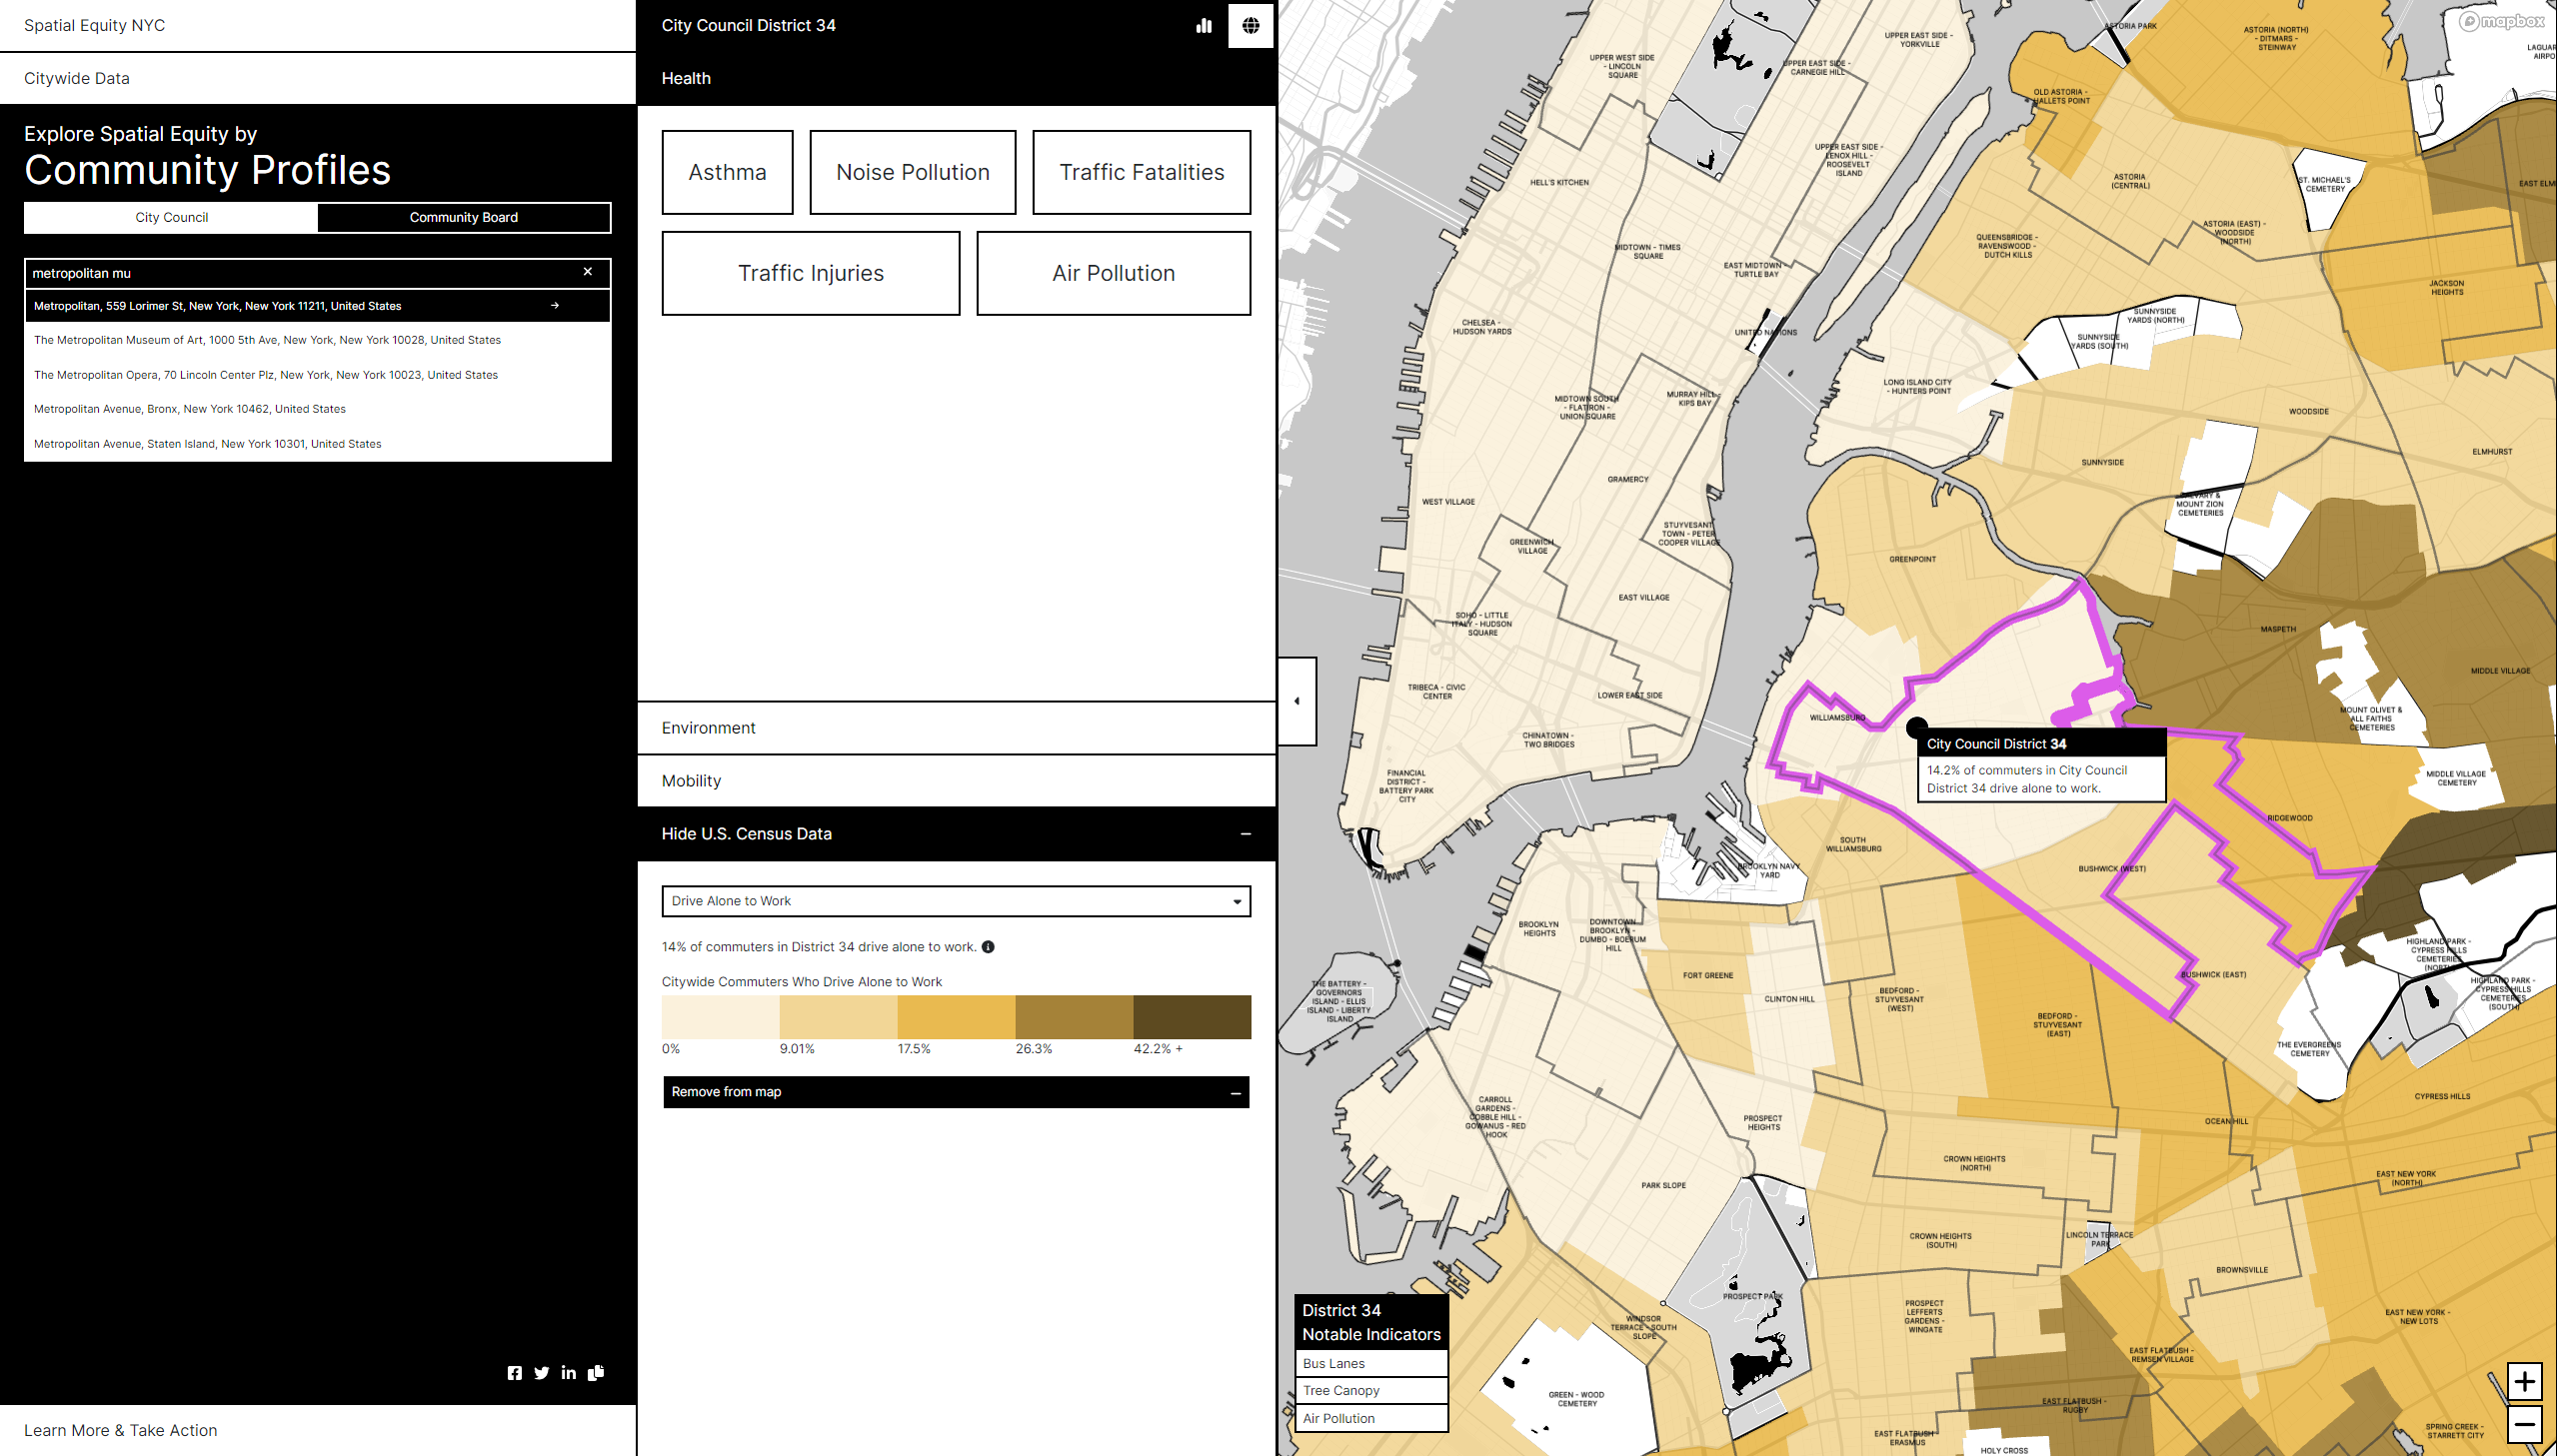 Spatial Equity NYC
Citywide Data
Explore Spatial Equity by
Community Profiles
City Council
Community Board
metropolitan mu
Metropolitan, 559 Lorimer St, New York, New York 11211, United States
The Metropolitan Museum of Art, 1000 5th Ave, New York, New York 10028, United States
The Metropolitan Opera, 70 Lincoln Center Plz, New York, New York 10023, United States
Metropolitan Avenue, Bronx, New York 10462, United States
Metropolitan Avenue, Staten Island, New York 10301, United States
Learn More & Take Action
City Council District 34
Health
Asthma
Noise Pollution
Traffic Fatalities
Traffic Injuries
Air Pollution
Environment
Mobility
Hide U.S. Census Data
Drive Alone to Work
14% of commuters in District 34 drive alone to work.
Citywide Commuters Who Drive Alone to Work
0%
9.01%
17.5%
26.3%
42.2% +
Remove from map
mapbox
ASTORIA PARK
ASTORIA (NORTH)
- DITMARS -
STEINWAY
UPPER EAST SIDE -
YORKVILLE
UPPER WEST SIDE
- LINCOLN
SQUARE
UPPER EAST SIDE -
CARNEGIE HILL
OLD ASTORIA -
HALLETS POINT
UPPER EAST SIDE -
LENOX HILL -
ROOSEVELT
ISLAND
HELL'S KITCHEN
ASTORIA
(CENTRAL)
ST. MICHAEL'S
CEMETERY
QUEENSBRIDGE -
RAVENSWOOD -
DUTCH KILLS
ASTORIA (EAST) -
WOODSIDE
(NORTH)
MIDTOWN - TIMES
SQUARE
EAST MIDTOWN -
TURTLE BAY
JACKSON
HEIGHTS
CHELSEA -
HUDSON YARDS
UNITED NATIONS
SUNNYSIDE
YARDS (NORTH)
SUNNYSIDE
YARDS (SOUTH)
LONG ISLAND CITY
- HUNTERS POINT
MIDTOWN SOUTH
- FLATIRON -
UNION SQUARE
MURRAY HILL -
KIPS BAY
WOODSIDE
ELMHURST
SUNNYSIDE
GRAMERCY
WEST VILLAGE
MOUNT ZION
CEMETERIES
STUYVESANT
TOWN - PETER
COOPER VILLAGE
GREENWICH
VILLAGE
GREENPOINT
EAST VILLAGE
SOHO - LITTLE
ITALY - HUDSON
SQUARE
MASPETH
MIDDLE VILLAGE
TRIBECA - CIVIC
CENTER
LOWER EAST SIDE
WILLIAMSBURG
MOUNT OLIVET &
ALL FAITHS
CEMETERIES
CHINATOWN -
TWO BRIDGES
City Council District 34
14.2% of commuters in City Council
District 34 drive alone to work.
FINANCIAL
DISTRICT -
BATTERY PARK
CITY
MIDDLE VILLAGE
CEMETERY
RIDGEWOOD
SOUTH
WILLIAMSBURG
BROOKLYN NAVY
YARD
BUSHWICK (WEST)
BROOKLYN
HEIGHTS
DOWNTOWN
BROOKLYN -
DUMBO - BOERUM
HILL
HIGHLAND PARK -
CYPRESS HILLS
CEMETERIES
(NORTH)
FORT GREENE
BUSHWICK (EAST)
HIGHLAND PARK -
CYPRESS HILLS
CEMETERIES
(SOUTH)
THE BATTERY -
GOVERNORS
ISLAND - ELLIS
ISLAND - LIBERTY
ISLAND
CLINTON HILL
BEDFORD -
STUYVESANT
(WEST)
BEDFORD -
STUYVESANT
(EAST)
THE EVERGREENS
CEMETERY
CYPRESS HILLS
CARROLL
GARDENS -
COBBLE HILL -
GOWANUS - RED
HOOK
PROSPECT
HEIGHTS
OCEAN HILL
CROWN HEIGHTS
(NORTH)
EAST NEW YORK
(NORTH)
PARK SLOPE
CROWN HEIGHTS
(SOUTH)
LINCOLN TERRACE
PARK
BROWNSVILLE
PROSPECT PARK
PROSPECT
LEFFERTS
GARDENS -
WINGATE
EAST NEW YORK -
NEW LOTS
WINDSOR
TERRACE - SOUTH
SLOPE
EAST FLATBUSH -
REMSEN VILLAGE
GREEN - WOOD
CEMETERY
EAST FLATBUSH -
RUGBY
EAST FLATBUSH -
ERASMUS
HOLY CROSS
SPRING CREEK -
STARRETT CITY
District 34
Notable Indicators
Bus Lanes
Tree Canopy
Air Pollution